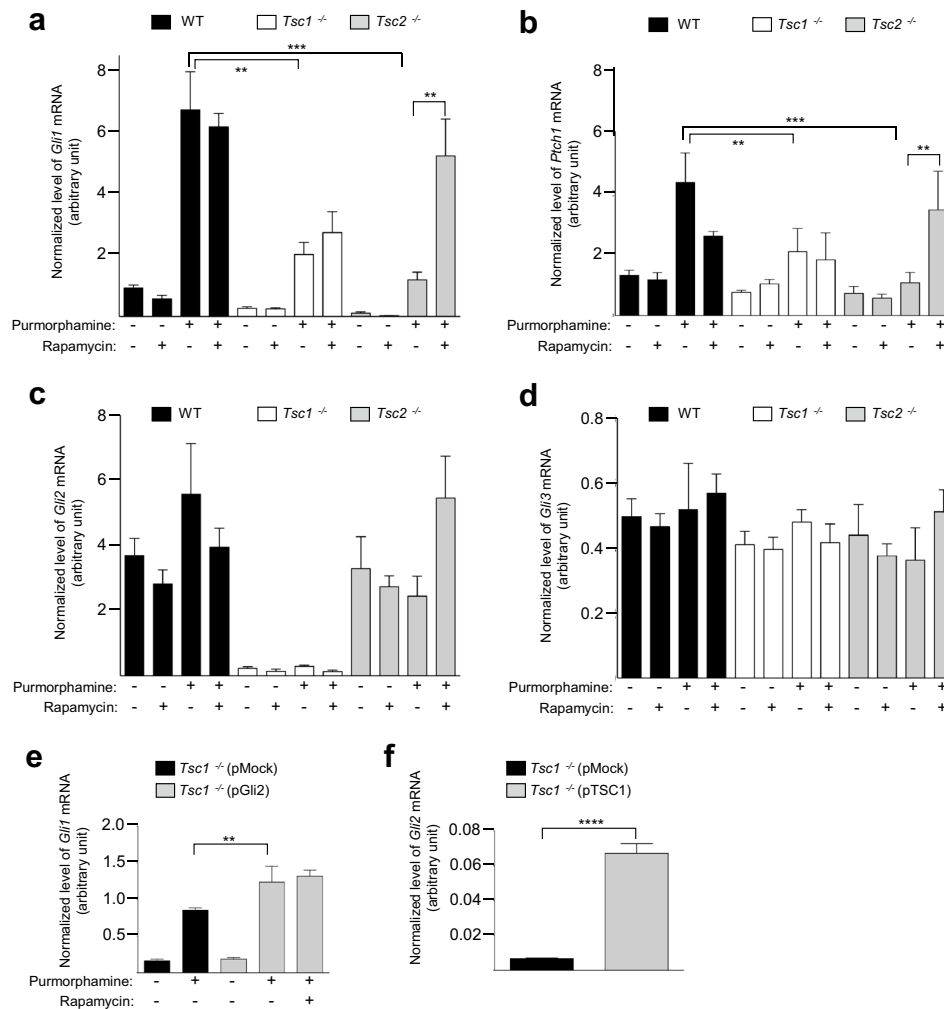 a
WT Tsc1 -/- Tsc2 -/-
Normalized level of Gli1 mRNA
(arbitrary unit)
8
6
4
2
***
**
**
Purmorphamine: - - + + - - + + - - + +
Rapamycin: - + - + - + - + - + - +
b
WT Tsc1 -/- Tsc2 -/-
Normalized level of Ptch1 mRNA
(arbitrary unit)
8
6
4
2
***
**
**
Purmorphamine: - - + + - - + + - - + +
Rapamycin: - + - + - + - + - + - +
c
WT Tsc1 -/- Tsc2 -/-
Normalized level of Gli2 mRNA
(arbitrary unit)
8
6
4
2
Purmorphamine: - - + + - - + + - - + +
Rapamycin: - + - + - + - + - + - +
d
WT Tsc1 -/- Tsc2 -/-
Normalized level of Gli3 mRNA
(arbitrary unit)
0.8
0.6
0.4
0.2
Purmorphamine: - - + + - - + + - - + +
Rapamycin: - + - + - + - + - + - +
e
Tsc1 -/- (pMock)
Tsc1 -/- (pGli2)
Normalized level of Gli1 mRNA
(arbitrary unit)
2.0
1.5
1.0
0.5
**
Purmorphamine: - + - + +
Rapamycin: - - - - +
f
Tsc1 -/- (pMock)
Tsc1 -/- (pTSC1)
Normalized level of Gli2 mRNA
(arbitrary unit)
0.08
0.06
0.04
0.02
****